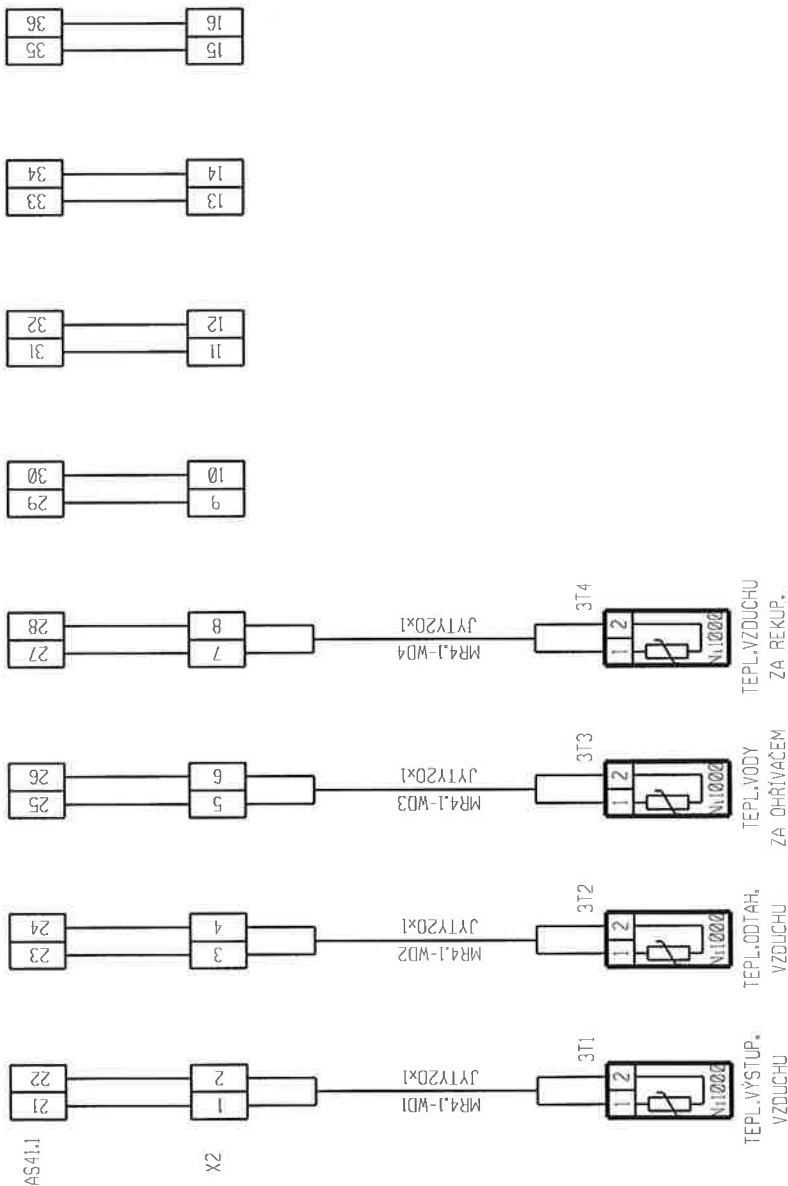 36
35
16
15
34
33
14
13
32
31
12
11
30
29
10
9
28
27
8
7
JYTY2Ox1
MR4.1-WD4
3T4
1 2
Ni1000
TEPL.VZDUCHU
ZA REKUP.
26
25
6
5
JYTY2Ox1
MR4.1-WD3
3T3
1 2
Ni1000
TEPL.VODY
ZA OHŘÍVAČEM
24
23
4
3
JYTY2Ox1
MR4.1-WD2
3T2
1 2
Ni1000
TEPL.ODTAH.
VZDUCHU
22
21
2
1
JYTY2Ox1
MR4.1-WD1
3T1
1 2
Ni1000
TEPL.VÝSTUP.
VZDUCHU
AS41.1
X2